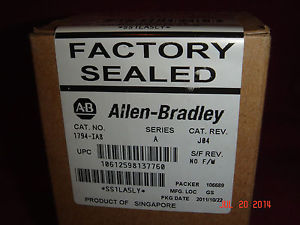 *SS1LA5LY*
FACTORY
SEALED
AB Allen-Bradley
CAT. NO. SERIES CAT. REV.
1794-IA8 A J04
UPC S/F REV.
10612598137760 NO F/W
PACKER 106689
MFG. LOC GS
*SS1LA5LY* PKG DATE 2011/10/22
PRODUCT OF SINGAPORE
20 2014